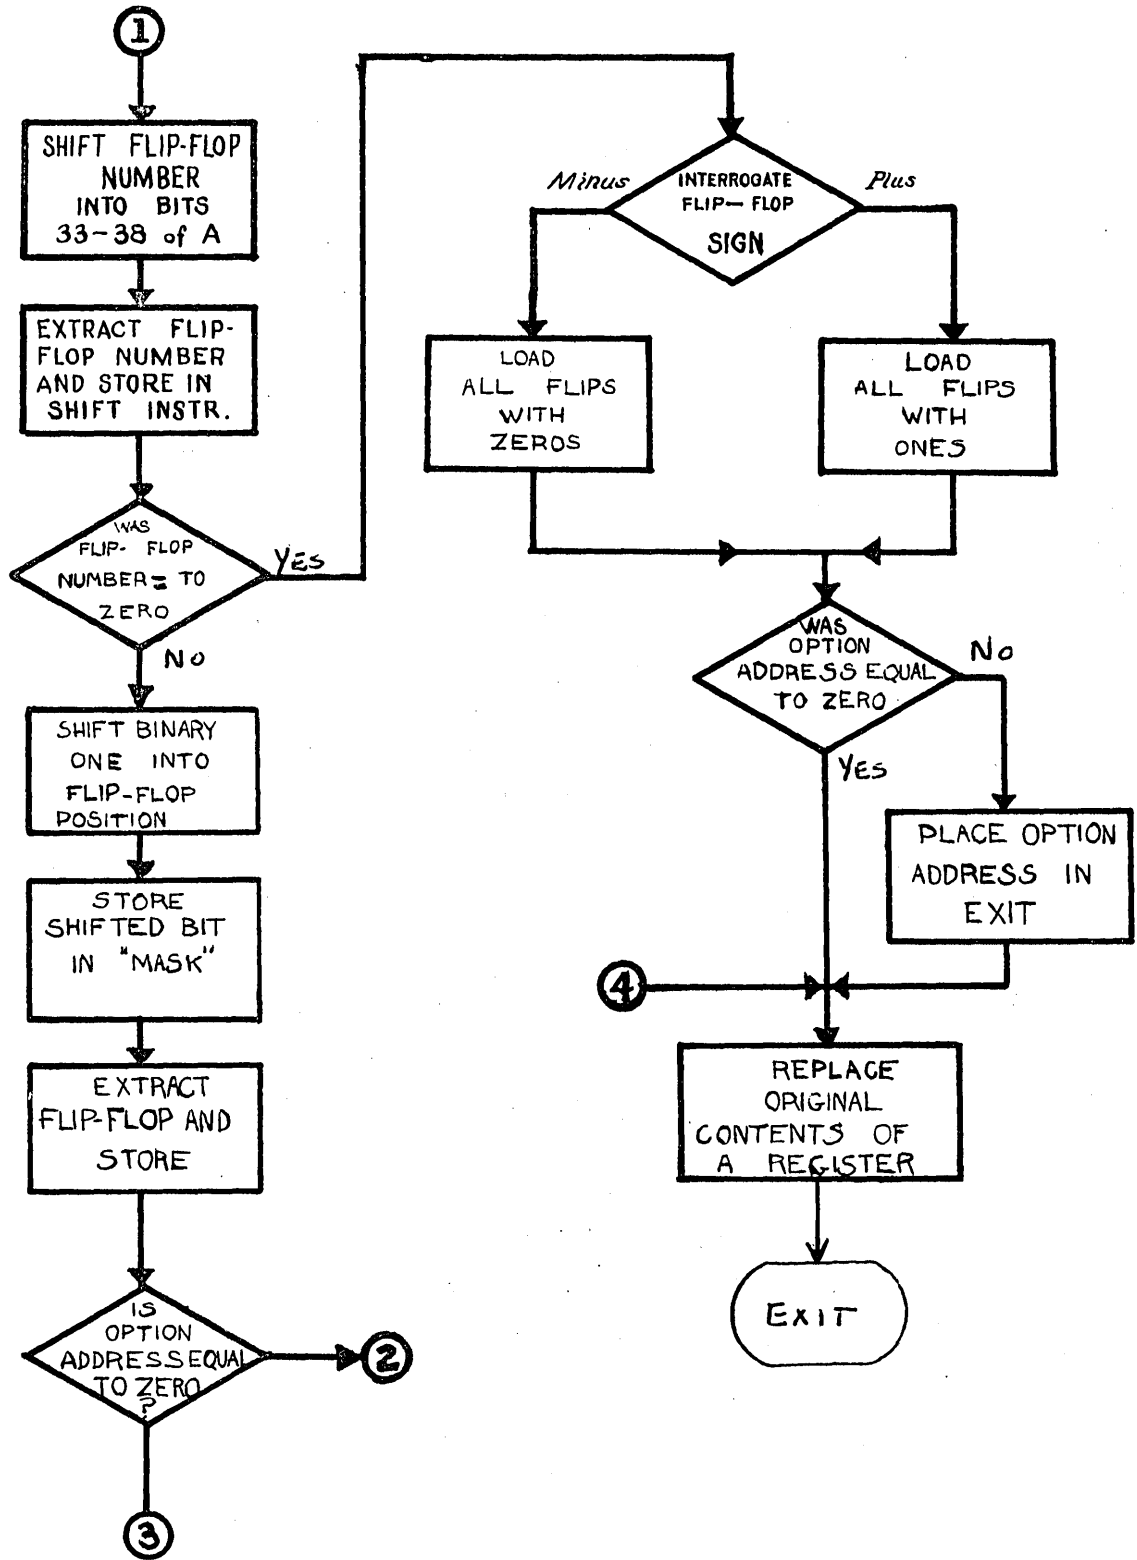 1
SHIFT FLIP-FLOP
NUMBER
INTO BITS
33-38 of A
EXTRACT FLIP-
FLOP NUMBER
AND STORE IN
SHIFT INSTR.
WAS
FLIP- FLOP
NUMBER = TO
ZERO
YES
NO
SHIFT BINARY
ONE INTO
FLIP-FLOP
POSITION
STORE
SHIFTED BIT
IN "MASK"
EXTRACT
FLIP-FLOP AND
STORE
IS
OPTION
ADDRESS EQUAL
TO ZERO
?
2
3
INTERROGATE
FLIP- FLOP
SIGN
Minus
Plus
LOAD
ALL FLIPS
WITH
ZEROS
LOAD
ALL FLIPS
WITH
ONES
WAS
OPTION
ADDRESS EQUAL
TO ZERO
No
YES
PLACE OPTION
ADDRESS IN
EXIT
4
REPLACE
ORIGINAL
CONTENTS OF
A REGISTER
EXIT